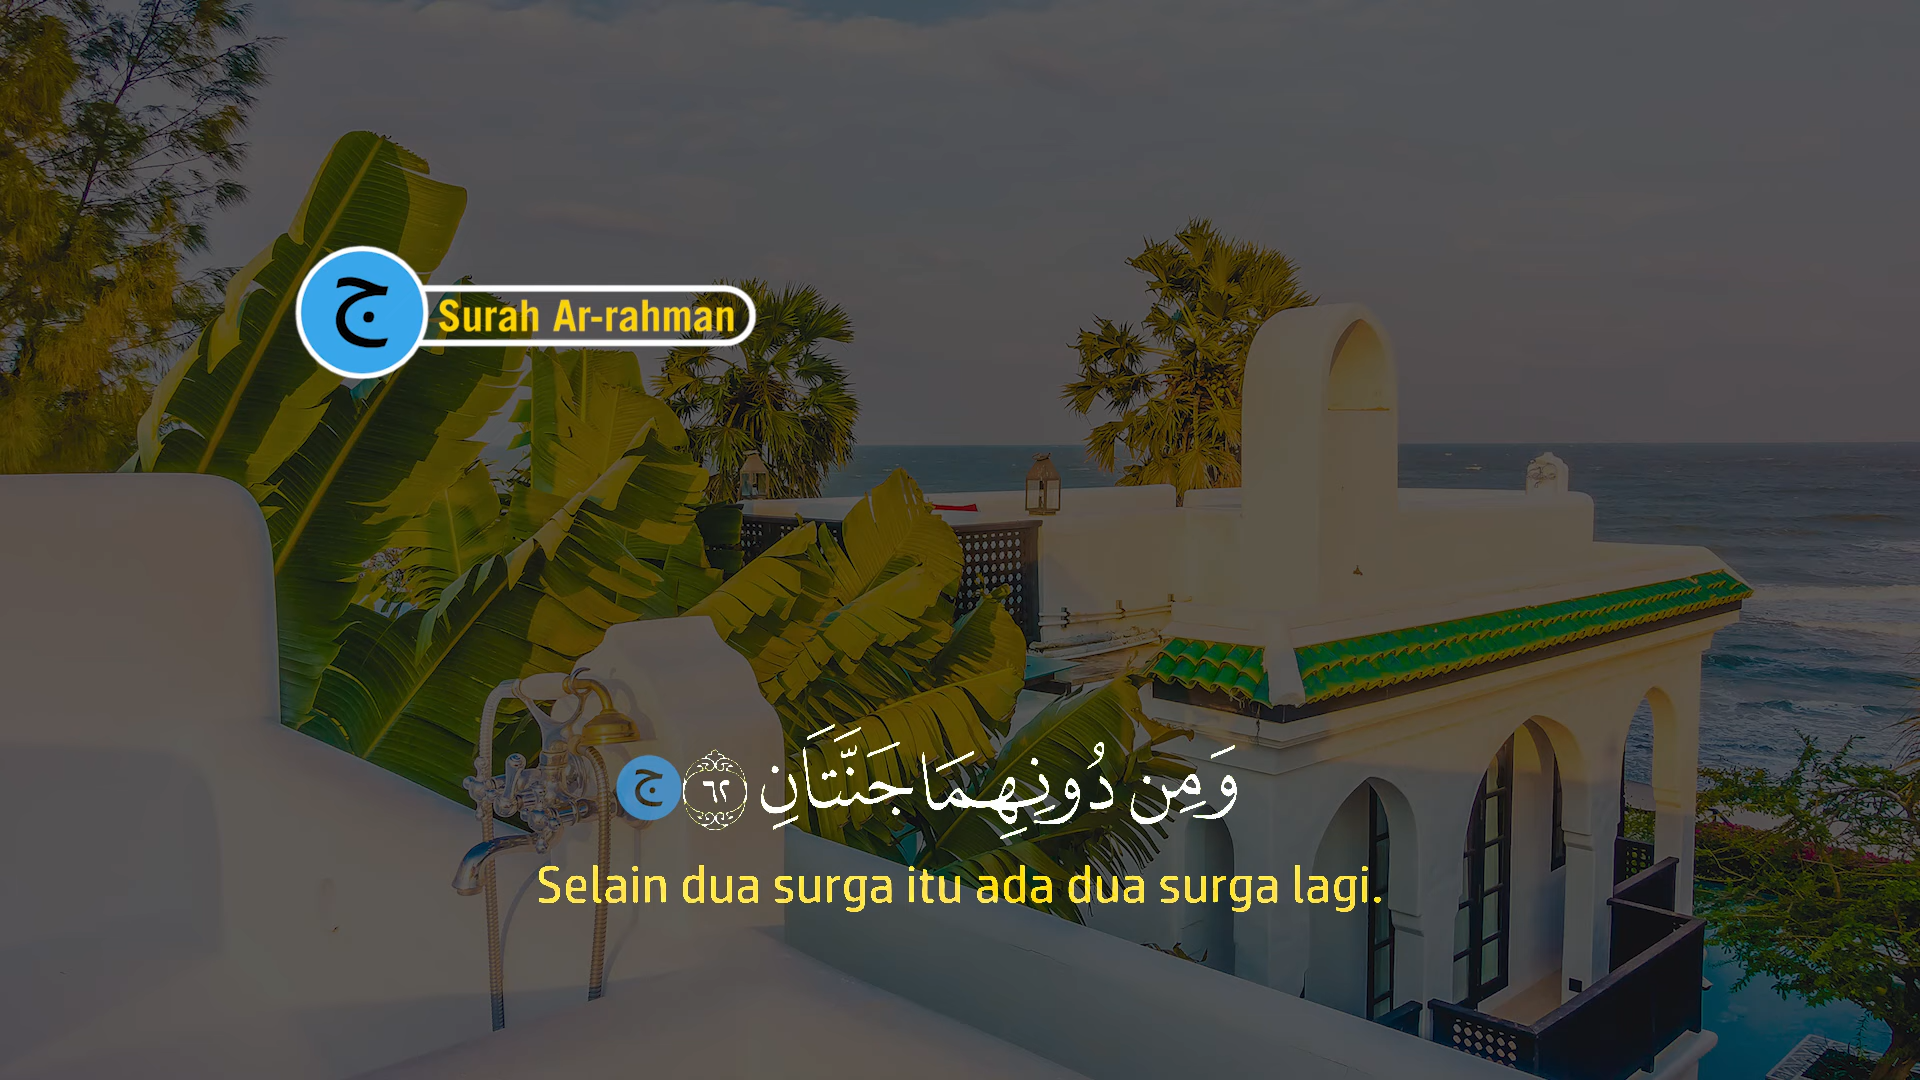 ج Surah Ar-rahman
وَمِن دُونِهِمَا جَنَّتَانِ ٦٢ ج
Selain dua surga itu ada dua surga lagi.